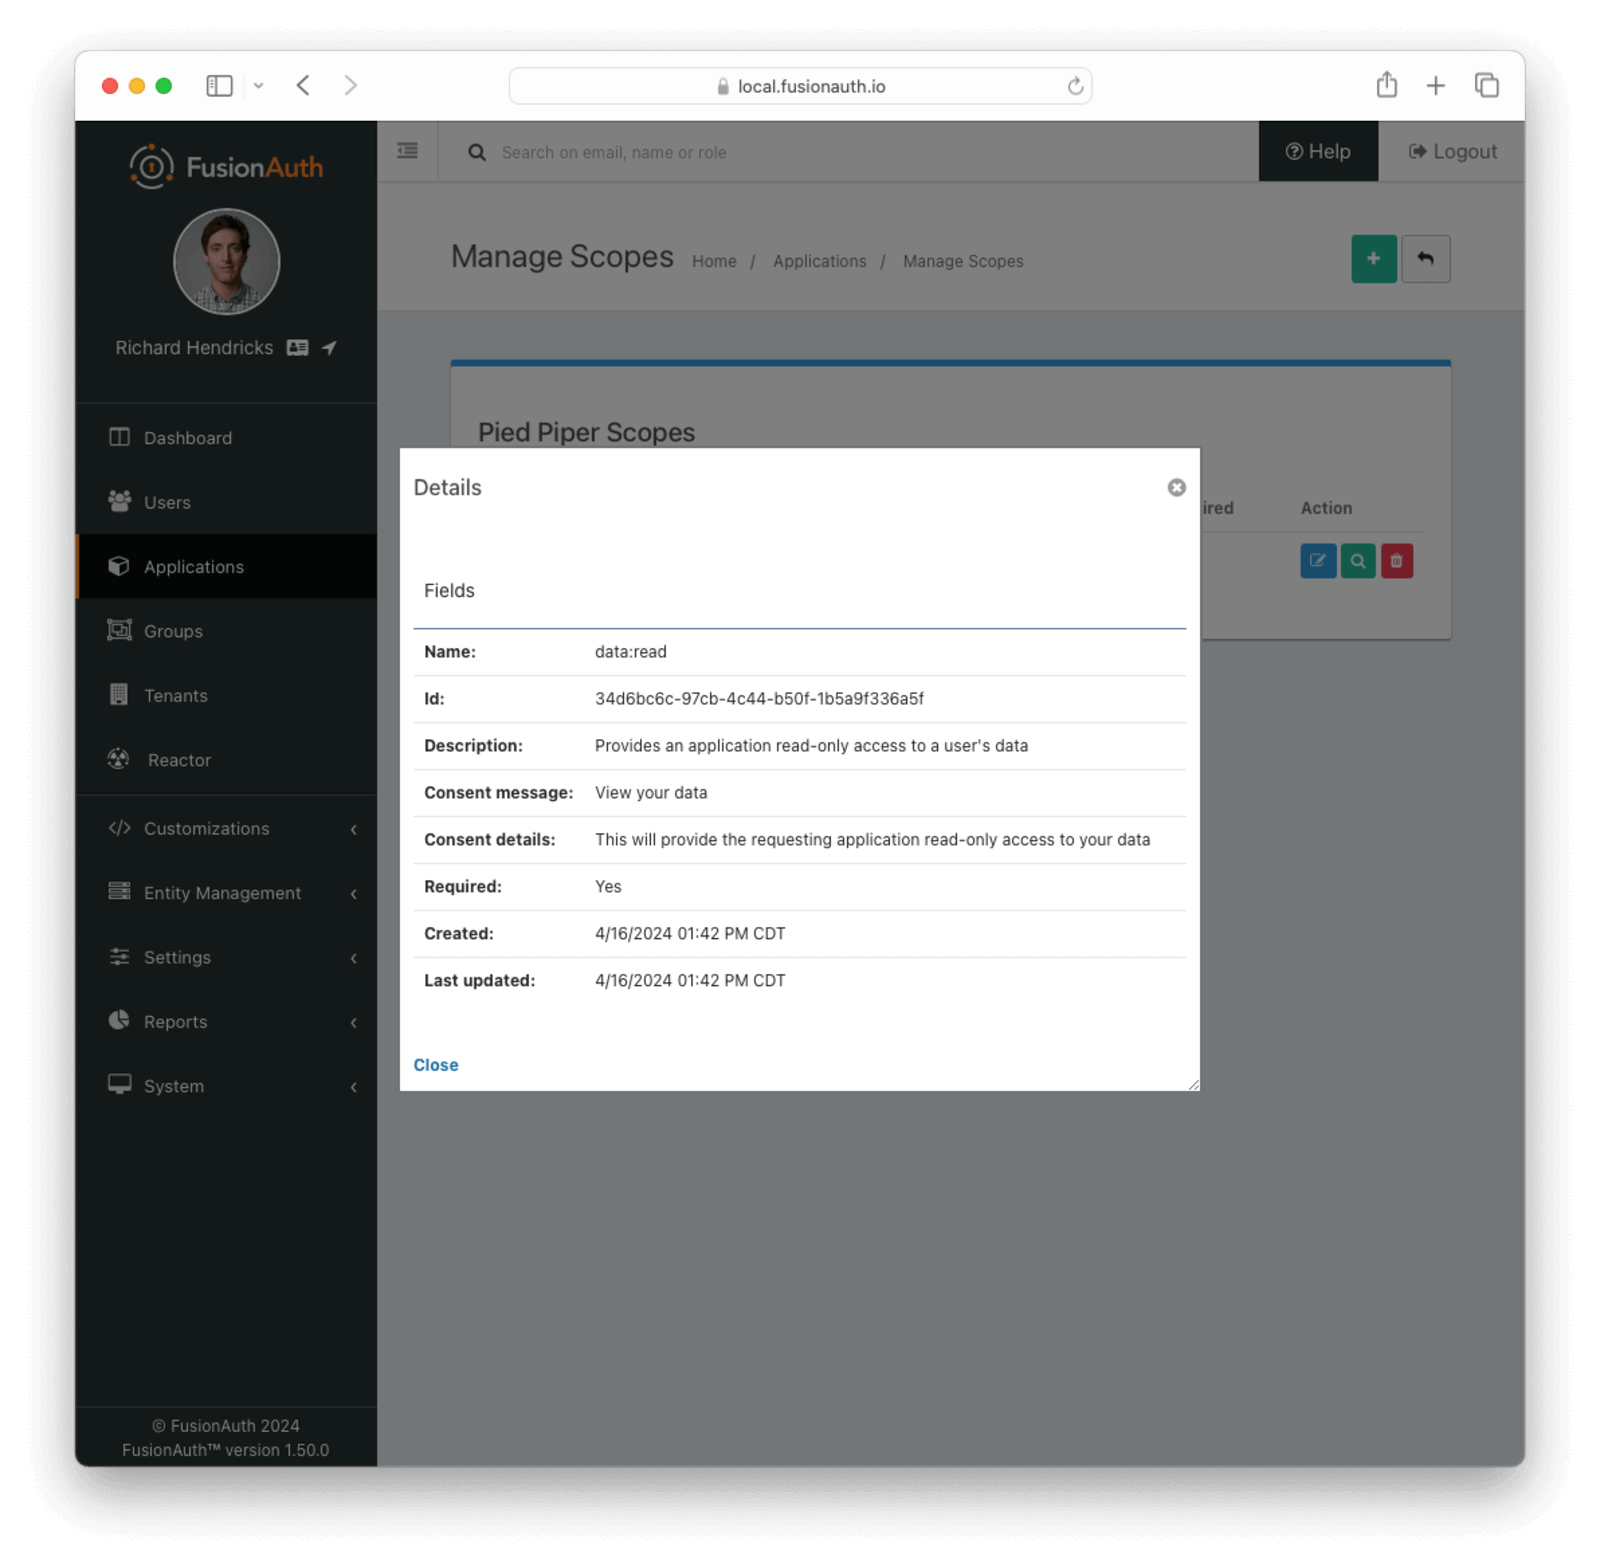 local.fusionauth.io
FusionAuth
Search on email, name or role
Help
Logout
Richard Hendricks
Manage Scopes
Home / Applications / Manage Scopes
Dashboard
Users
Applications
Groups
Tenants
Reactor
Customizations
Entity Management
Settings
Reports
System
Pied Piper Scopes
ired
Action
Details
Fields
Name: data:read
Id: 34d6bc6c-97cb-4c44-b50f-1b5a9f336a5f
Description: Provides an application read-only access to a user's data
Consent message: View your data
Consent details: This will provide the requesting application read-only access to your data
Required: Yes
Created: 4/16/2024 01:42 PM CDT
Last updated: 4/16/2024 01:42 PM CDT
Close
© FusionAuth 2024
FusionAuth™ version 1.50.0